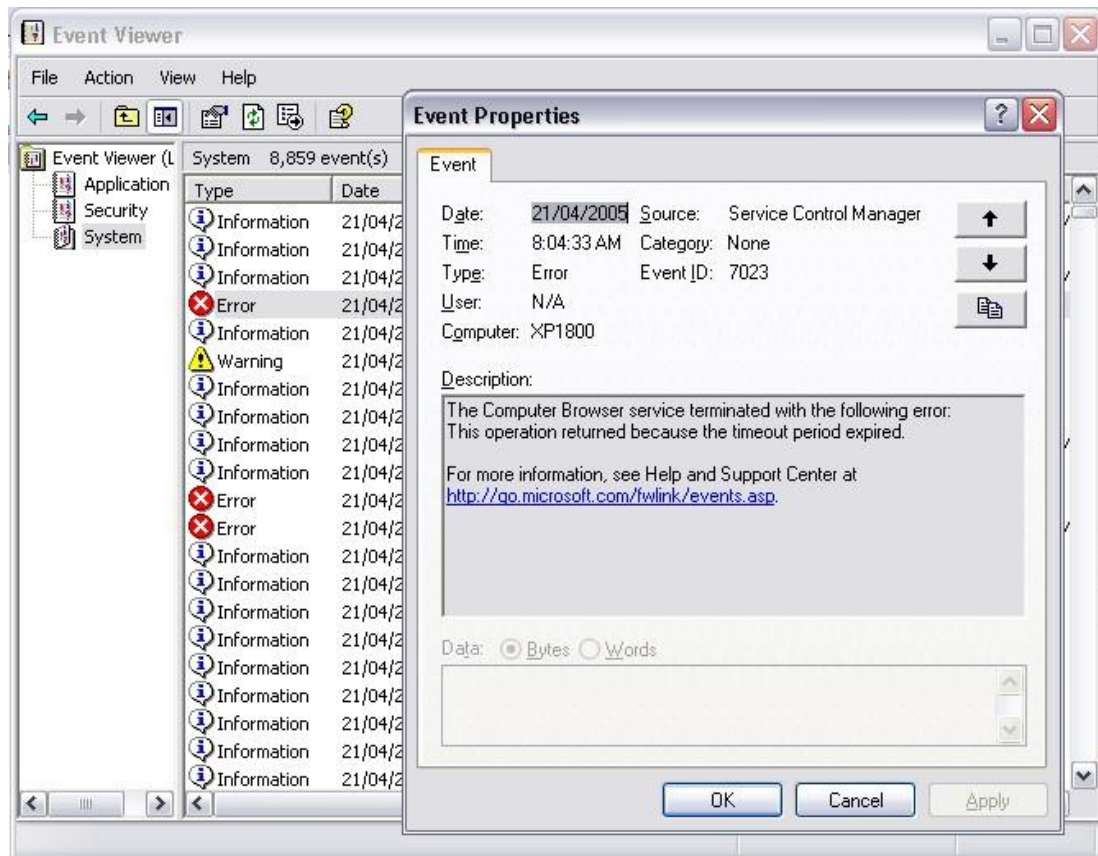 Event Viewer
File Action View Help
Event Viewer (L
Application
Security
System
System 8,859 event(s)
Type Date
Information 21/04/2
Information 21/04/2
Information 21/04/2
Error 21/04/2
Information 21/04/2
Warning 21/04/2
Information 21/04/2
Information 21/04/2
Information 21/04/2
Information 21/04/2
Error 21/04/2
Error 21/04/2
Information 21/04/2
Information 21/04/2
Information 21/04/2
Information 21/04/2
Information 21/04/2
Information 21/04/2
Information 21/04/2
Information 21/04/2
Information 21/04/2
Event Properties
Event
Date: 21/04/2005 Source: Service Control Manager
Time: 8:04:33 AM Category: None
Type: Error Event ID: 7023
User: N/A
Computer: XP1800
Description:
The Computer Browser service terminated with the following error:
This operation returned because the timeout period expired.
For more information, see Help and Support Center at
http://go.microsoft.com/fwlink/events.asp.
Data: Bytes Words
OK Cancel Apply